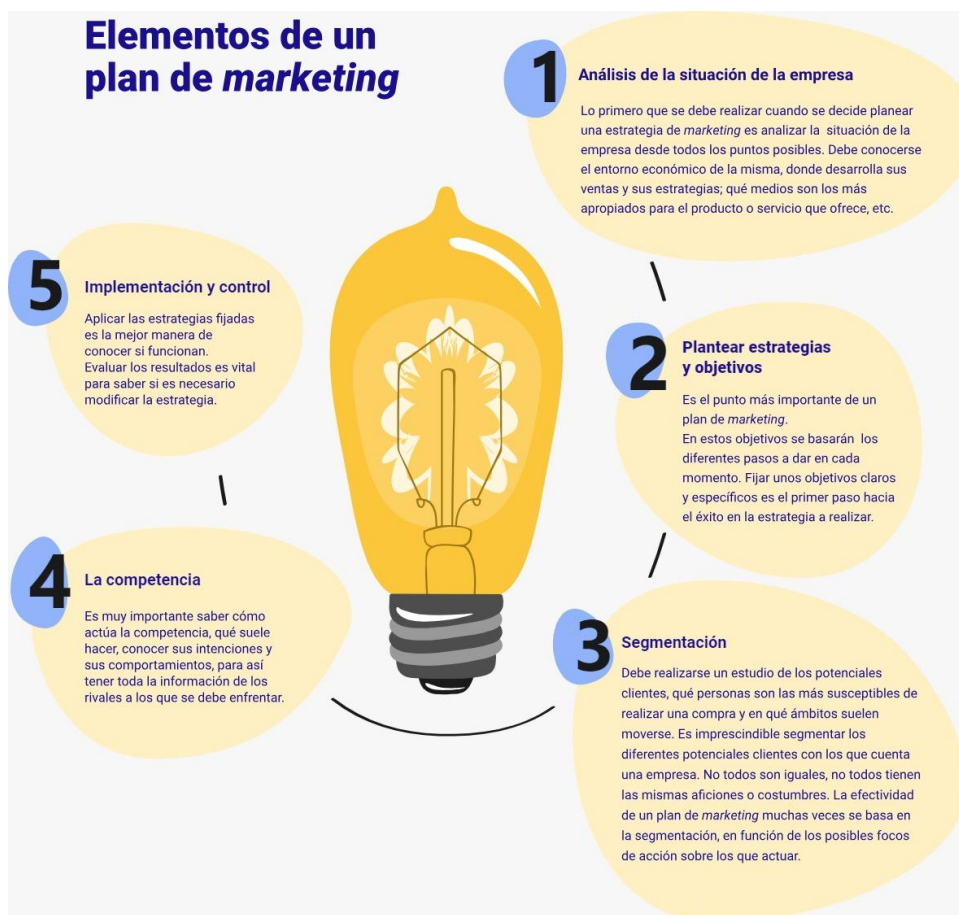 Elementos de un
plan de marketing
1
Análisis de la situación de la empresa
Lo primero que se debe realizar cuando se decide planear
una estrategia de marketing es analizar la situación de la
empresa desde todos los puntos posibles. Debe conocerse
el entorno económico de la misma, donde desarrolla sus
ventas y sus estrategias; qué medios son los más
apropiados para el producto o servicio que ofrece, etc.
2
Plantear estrategias
y objetivos
Es el punto más importante de un
plan de marketing.
En estos objetivos se basarán los
diferentes pasos a dar en cada
momento. Fijar unos objetivos claros
y específicos es el primer paso hacia
el éxito en la estrategia a realizar.
3
Segmentación
Debe realizarse un estudio de los potenciales
clientes, qué personas son las más susceptibles de
realizar una compra y en qué ámbitos suelen
moverse. Es imprescindible segmentar los
diferentes potenciales clientes con los que cuenta
una empresa. No todos son iguales, no todos tienen
las mismas aficiones o costumbres. La efectividad
de un plan de marketing muchas veces se basa en
la segmentación, en función de los posibles focos
de acción sobre los que actuar.
4
La competencia
Es muy importante saber cómo
actúa la competencia, qué suele
hacer, conocer sus intenciones y
sus comportamientos, para así
tener toda la información de los
rivales a los que se debe enfrentar.
5
Implementación y control
Aplicar las estrategias fijadas
es la mejor manera de
conocer si funcionan.
Evaluar los resultados es vital
para saber si es necesario
modificar la estrategia.